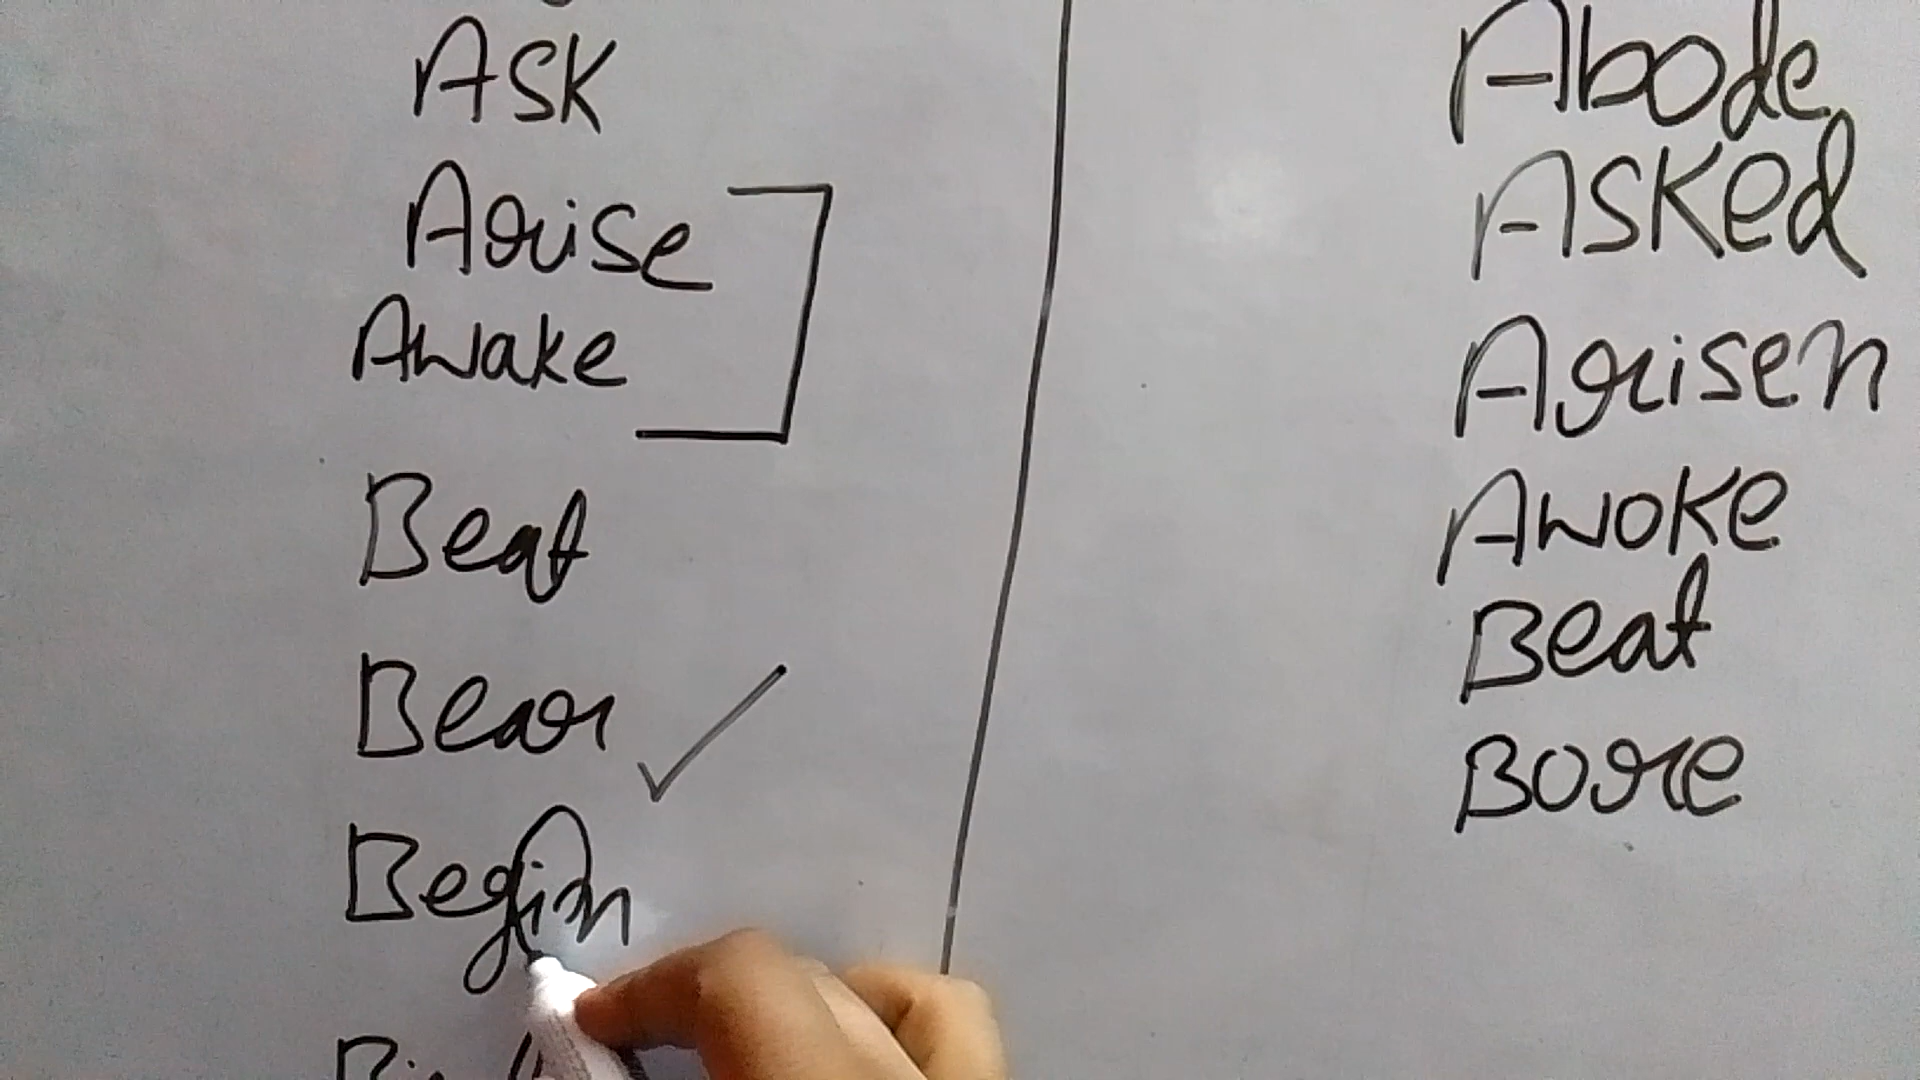 ASK
Arise
Awake
Beat
Bear
Begin
Abode
ASKed
Arisen
AwoKe
Beat
Bore